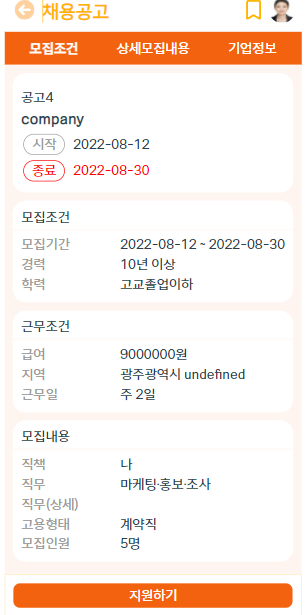 채용공고
모집조건 상세모집내용 기업정보
공고4
company
시작 2022-08-12
종료 2022-08-30
모집조건
모집기간 2022-08-12 ~ 2022-08-30
경력 10년 이상
학력 고교졸업이하
근무조건
급여 9000000원
지역 광주광역시 undefined
근무일 주 2일
모집내용
직책 나
직무 마케팅·홍보·조사
직무(상세)
고용형태 계약직
모집인원 5명
지원하기